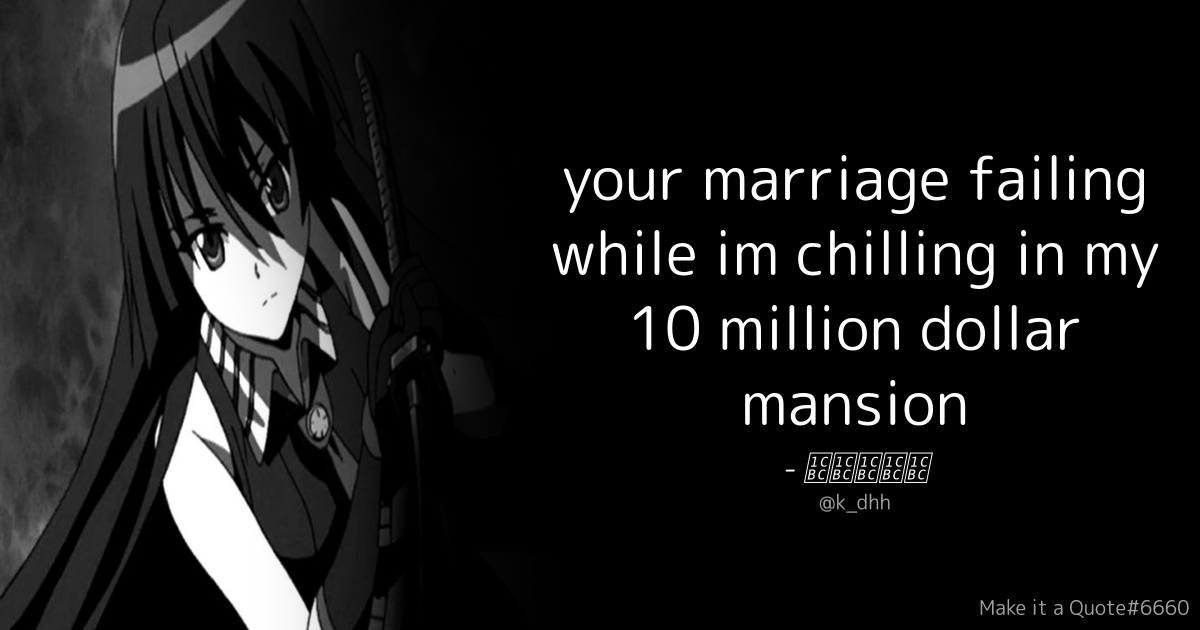 your marriage failing
while im chilling in my
10 million dollar
mansion
-
@k_dhh
Make it a Quote#6660